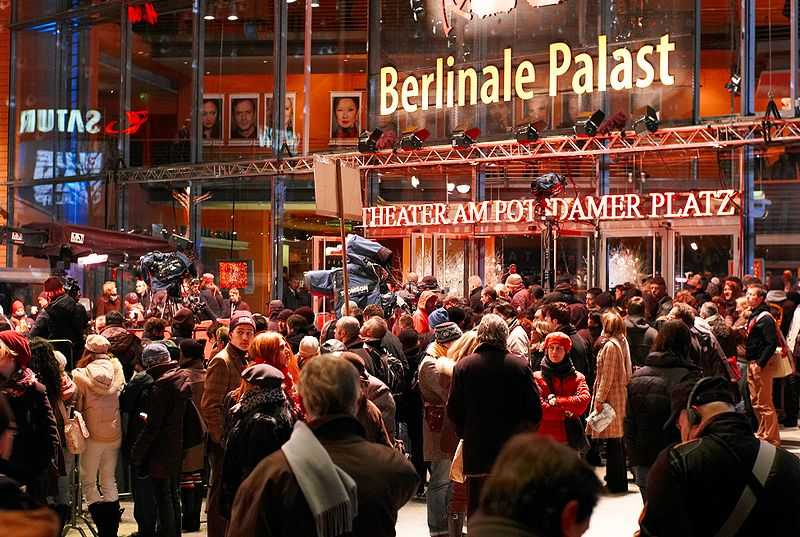 Berlinale Palast
SATURN
THEATER AM POTSDAMER PLATZ